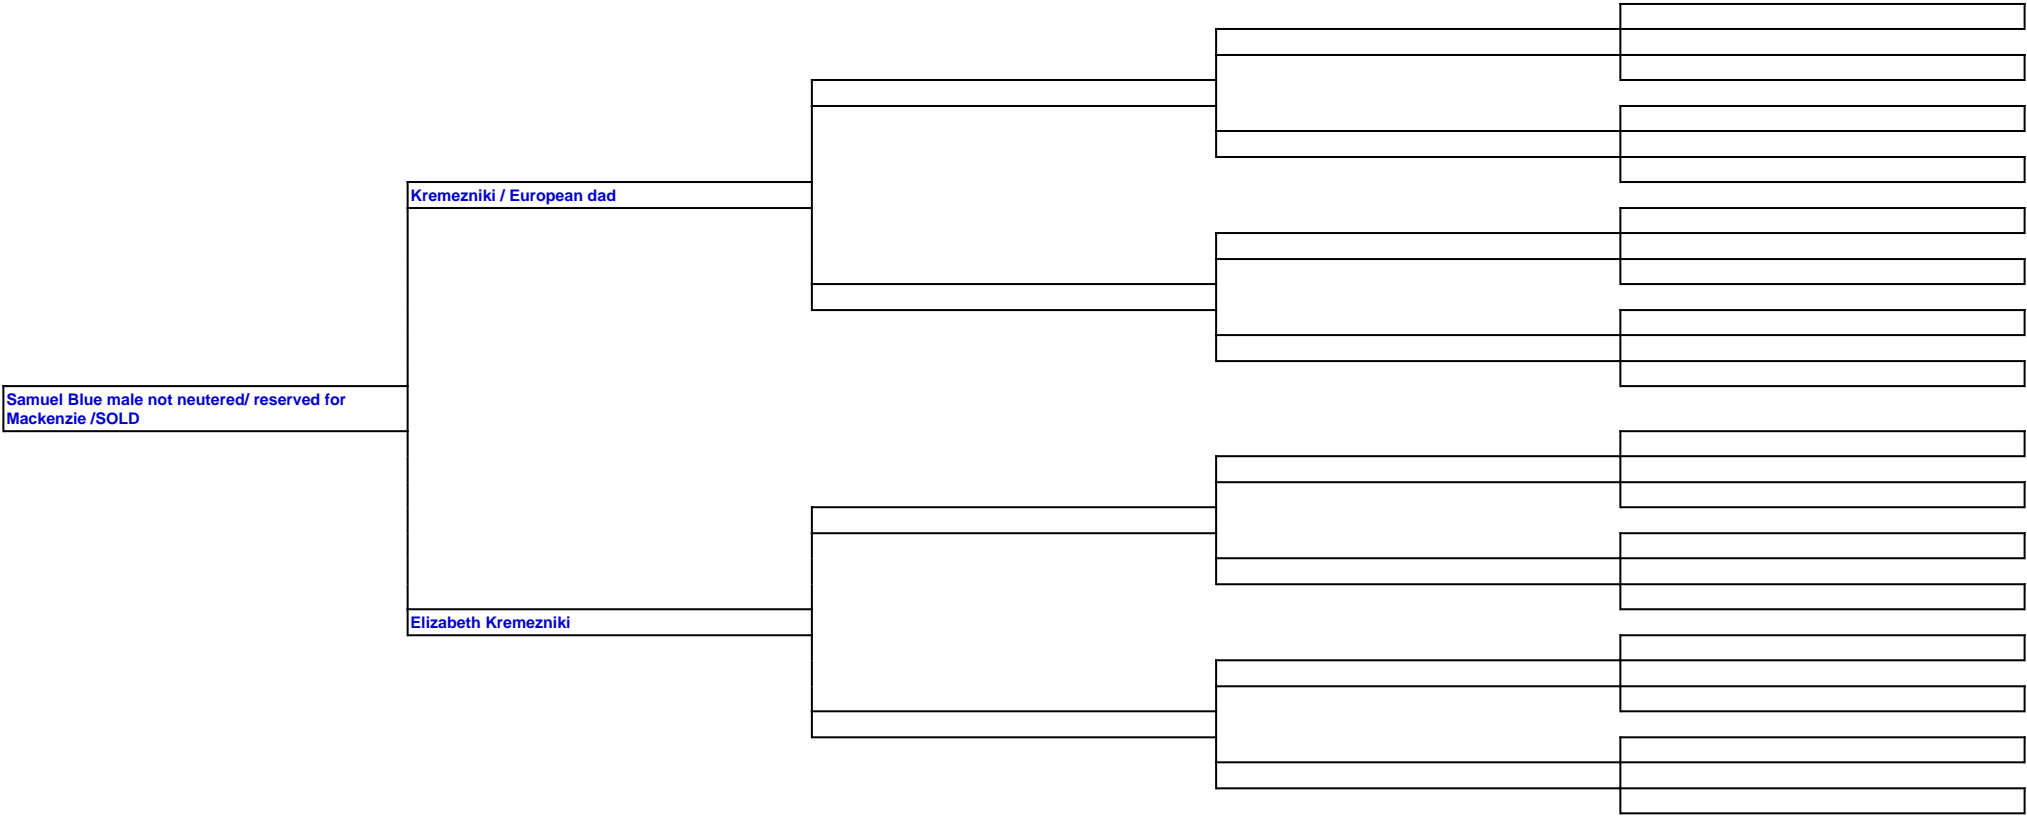 Kremezniki / European dad
Samuel Blue male not neutered/ reserved for
Mackenzie /SOLD
Elizabeth Kremezniki